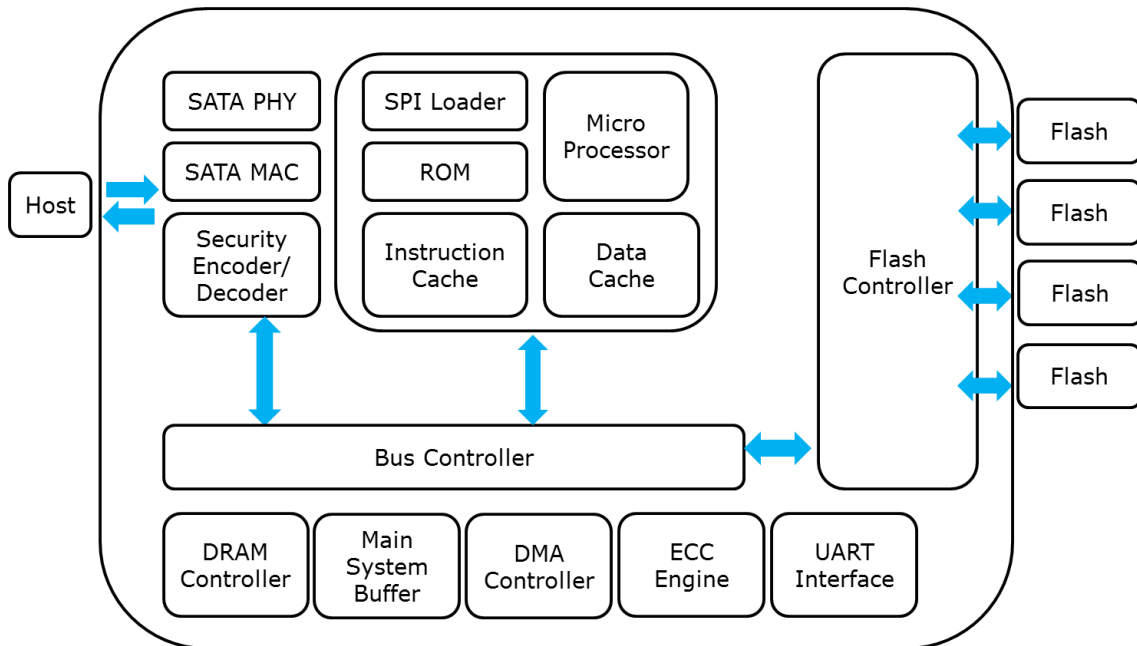 Host
SATA PHY
SATA MAC
Security
Encoder/
Decoder
SPI Loader
ROM
Instruction
Cache
Micro
Processor
Data
Cache
Flash
Controller
Flash
Flash
Flash
Flash
Bus Controller
DRAM
Controller
Main
System
Buffer
DMA
Controller
ECC
Engine
UART
Interface